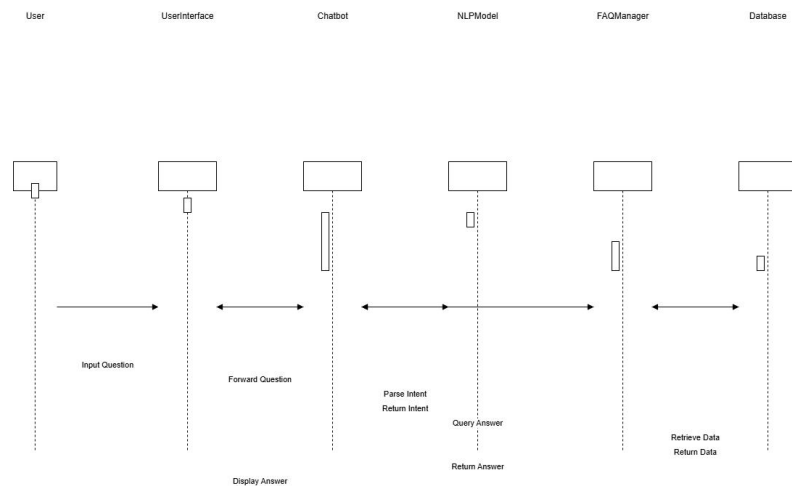 User
UserInterface
Chatbot
NLPModel
FAQManager
Database
Input Question
Forward Question
Parse Intent
Return Intent
Query Answer
Retrieve Data
Return Data
Return Answer
Display Answer